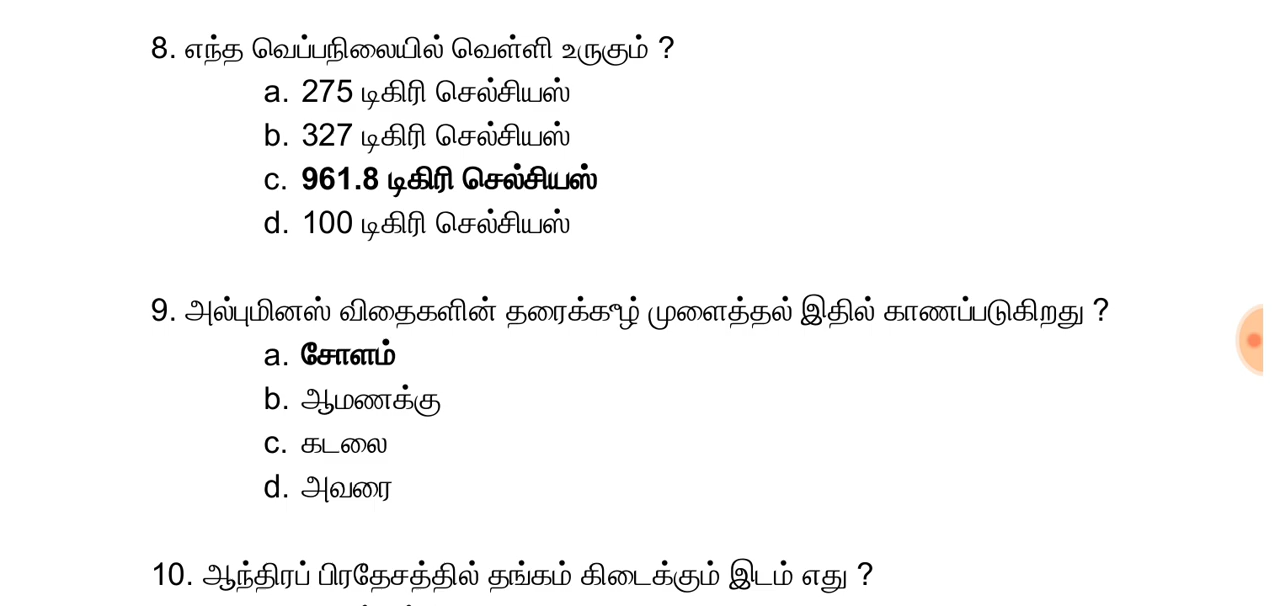 8. எந்த வெப்பநிலையில் வெள்ளி உருகும் ?
a. 275 டிகிரி செல்சியஸ்
b. 327 டிகிரி செல்சியஸ்
c. 961.8 டிகிரி செல்சியஸ்
d. 100 டிகிரி செல்சியஸ்
9. அல்புமினஸ் விதைகளின் தரைக்கீழ் முளைத்தல் இதில் காணப்படுகிறது ?
a. சோளம்
b. ஆமணக்கு
c. கடலை
d. அவரை
10. ஆந்திரப் பிரதேசத்தில் தங்கம் கிடைக்கும் இடம் எது ?